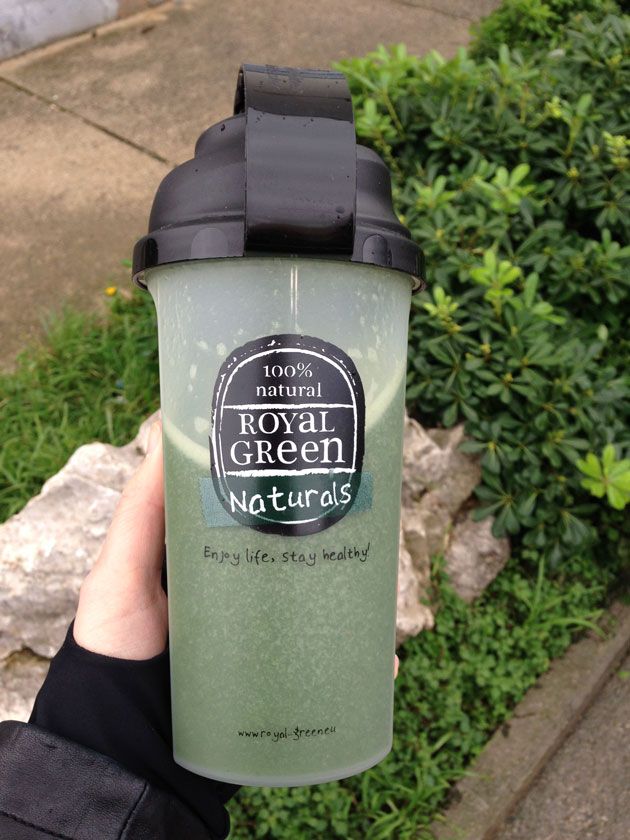 100%
natural
ROYAL
GREEN
Naturals
Enjoy life, stay healthy!
www.royal-green.eu